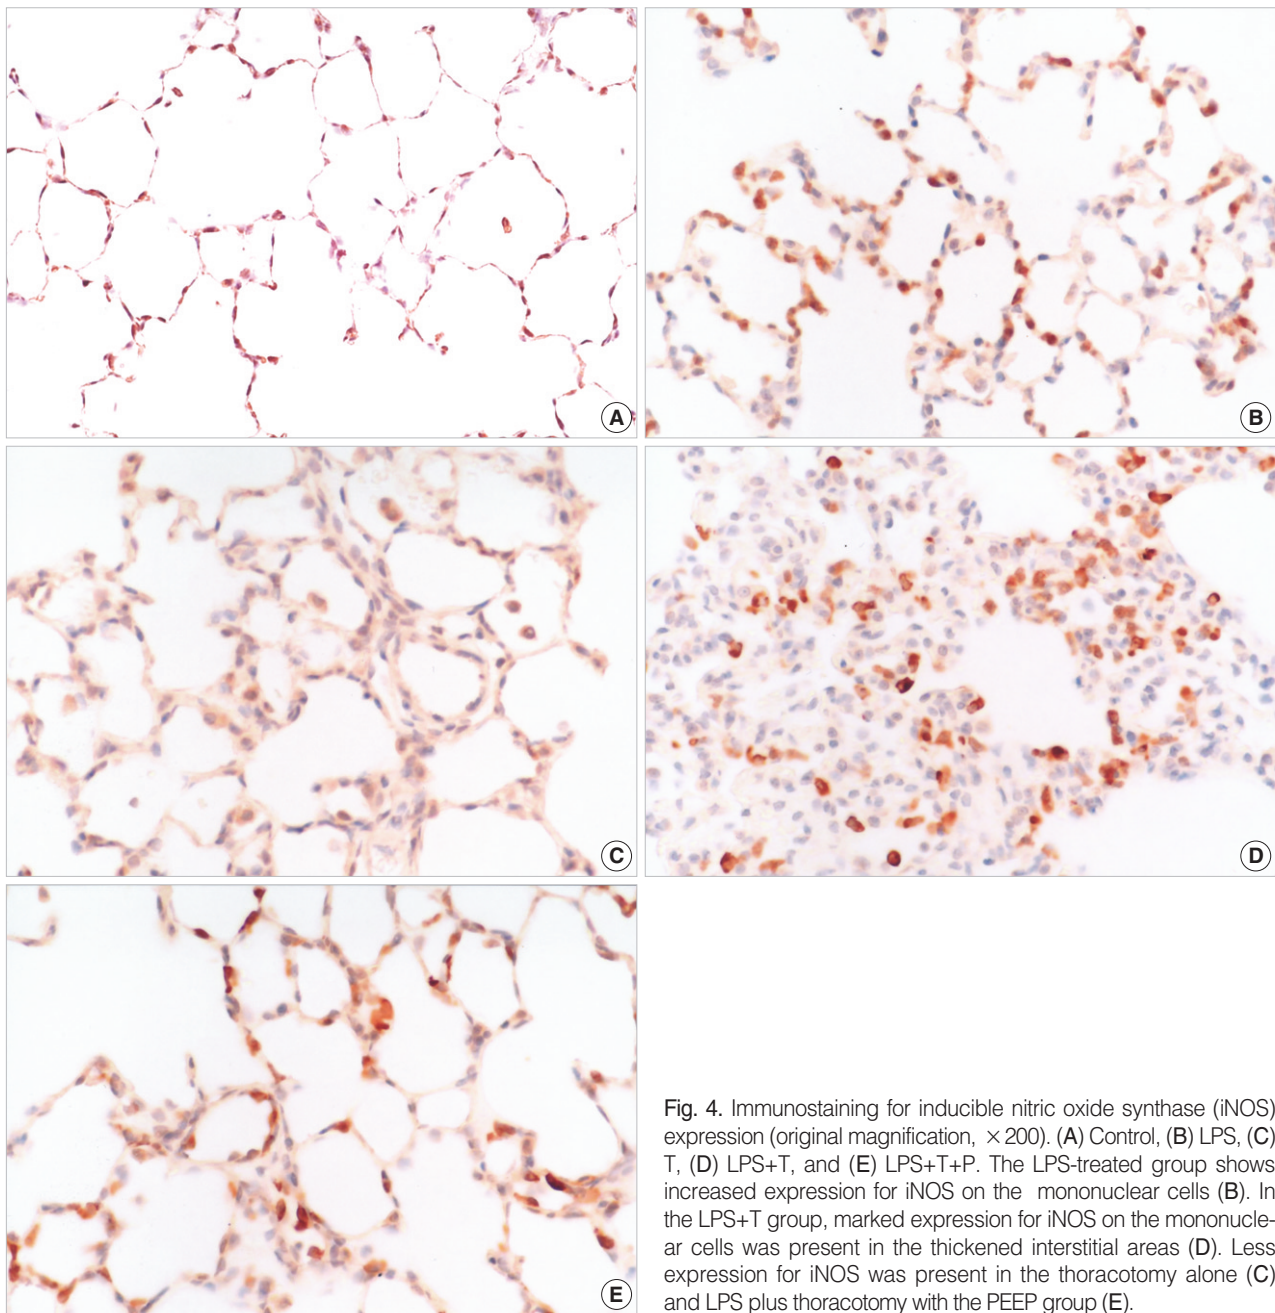 A
B
C
D
E
Fig. 4. Immunostaining for inducible nitric oxide synthase (iNOS)
expression (original magnification, ×200). (A) Control, (B) LPS, (C)
T, (D) LPS+T, and (E) LPS+T+P. The LPS-treated group shows
increased expression for iNOS on the mononuclear cells (B). In
the LPS+T group, marked expression for iNOS on the mononucle-
ar cells was present in the thickened interstitial areas (D). Less
expression for iNOS was present in the thoracotomy alone (C)
and LPS plus thoracotomy with the PEEP group (E).